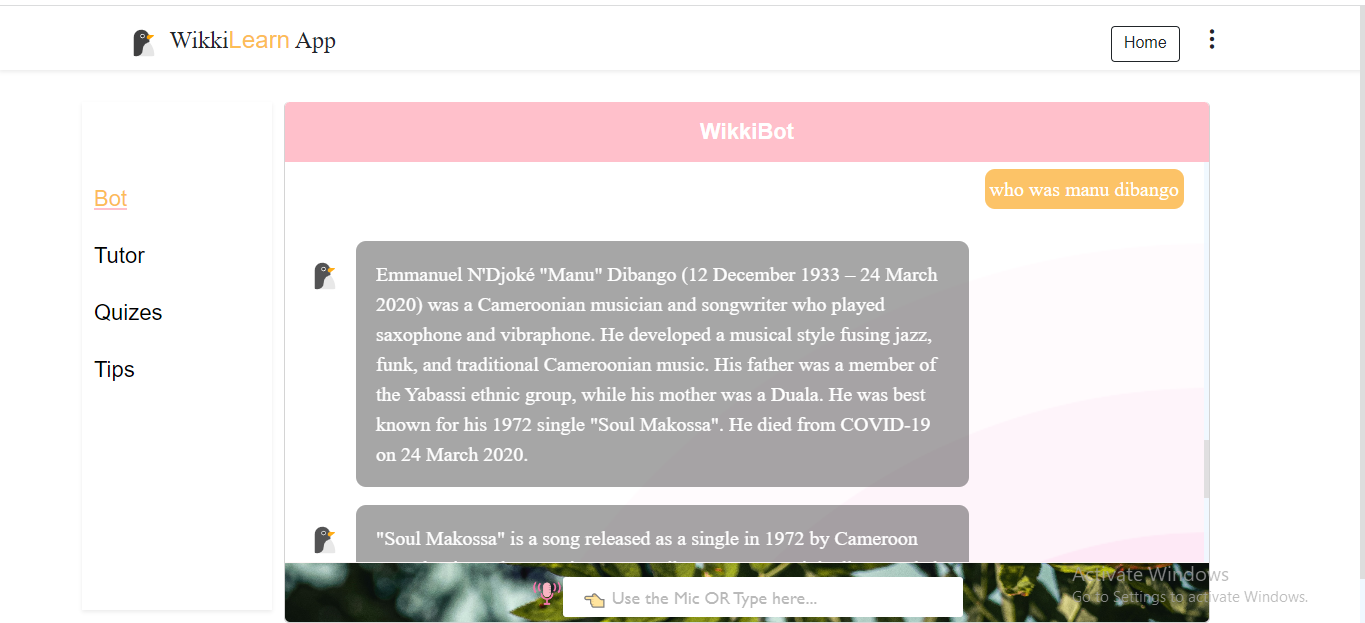 WikkiLearn App
Home
WikkiBot
who was manu dibango
Bot
Tutor
Quizes
Tips
Emmanuel N'Djoké "Manu" Dibango (12 December 1933 – 24 March
2020) was a Cameroonian musician and songwriter who played
saxophone and vibraphone. He developed a musical style fusing jazz,
funk, and traditional Cameroonian music. His father was a member of
the Yabassi ethnic group, while his mother was a Duala. He was best
known for his 1972 single "Soul Makossa". He died from COVID-19
on 24 March 2020.
"Soul Makossa" is a song released as a single in 1972 by Cameroon
Use the Mic OR Type here...
Activate Windows
Go to Settings to activate Windows.